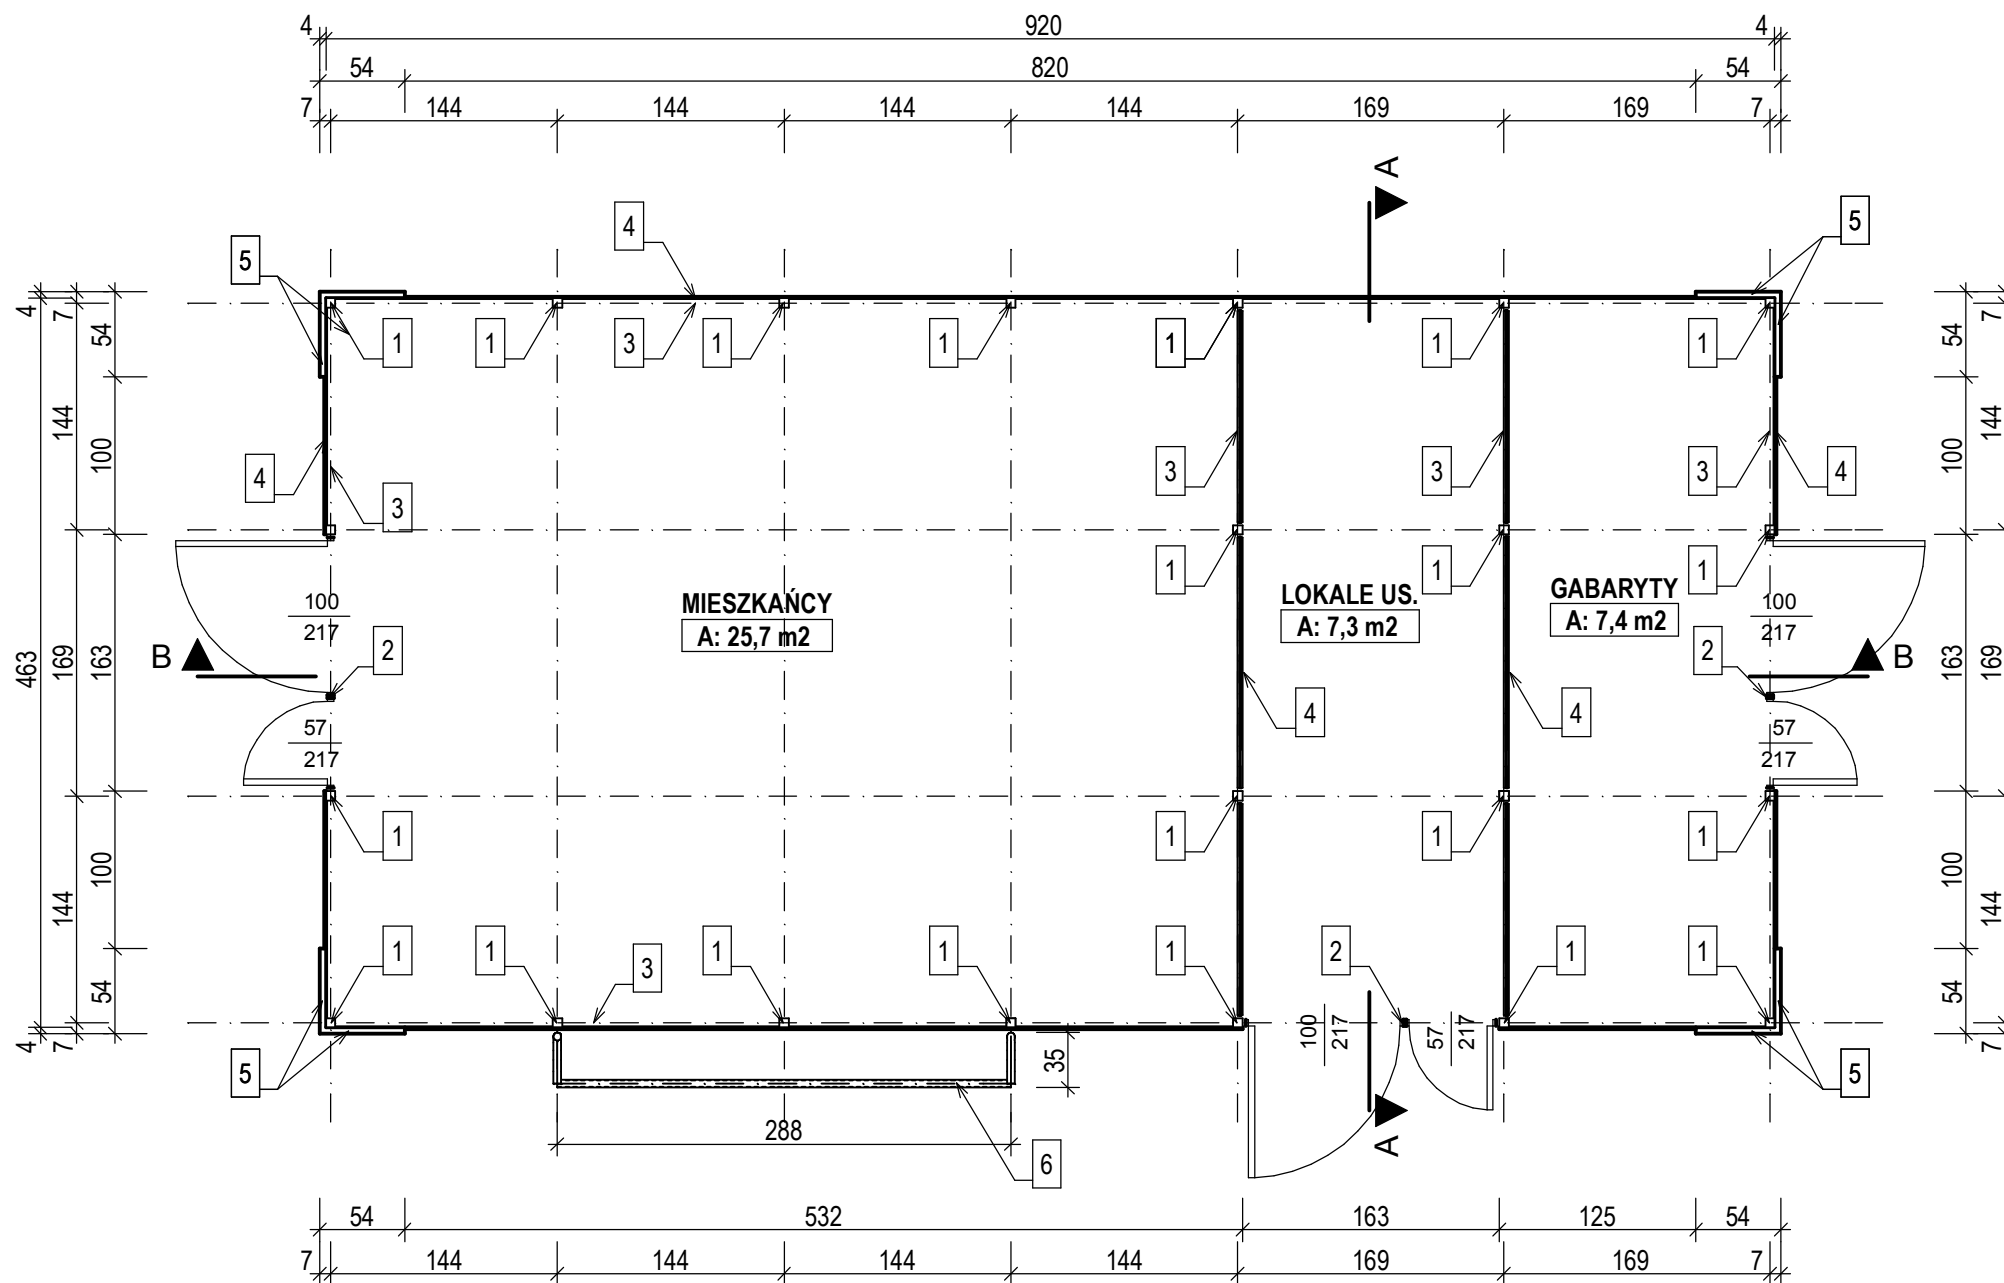 4 920 4
54 820 54
7 144 144 144 144 169 169 7
A
4 5
5
1 1 3 1 1 1 1 1
4 3 3 3 3 4
1 1 1
MIESZKAŃCY LOKALE US. GABARYTY
A: 25,7 m2 A: 7,3 m2 A: 7,4 m2
100 100
217 217
B 2 2 B
4 4
57 57
217 217
1 1 1 1
1 1 3 1 1 1 2 1 1
5 5
35
100 57
217 217
288
A
6
54 532 163 125 54
7 144 144 144 144 169 169 7
4 463 4
7 144 169 144 7
54 100 163 100 54
54 100 163 100 54
7 144 169 144 7